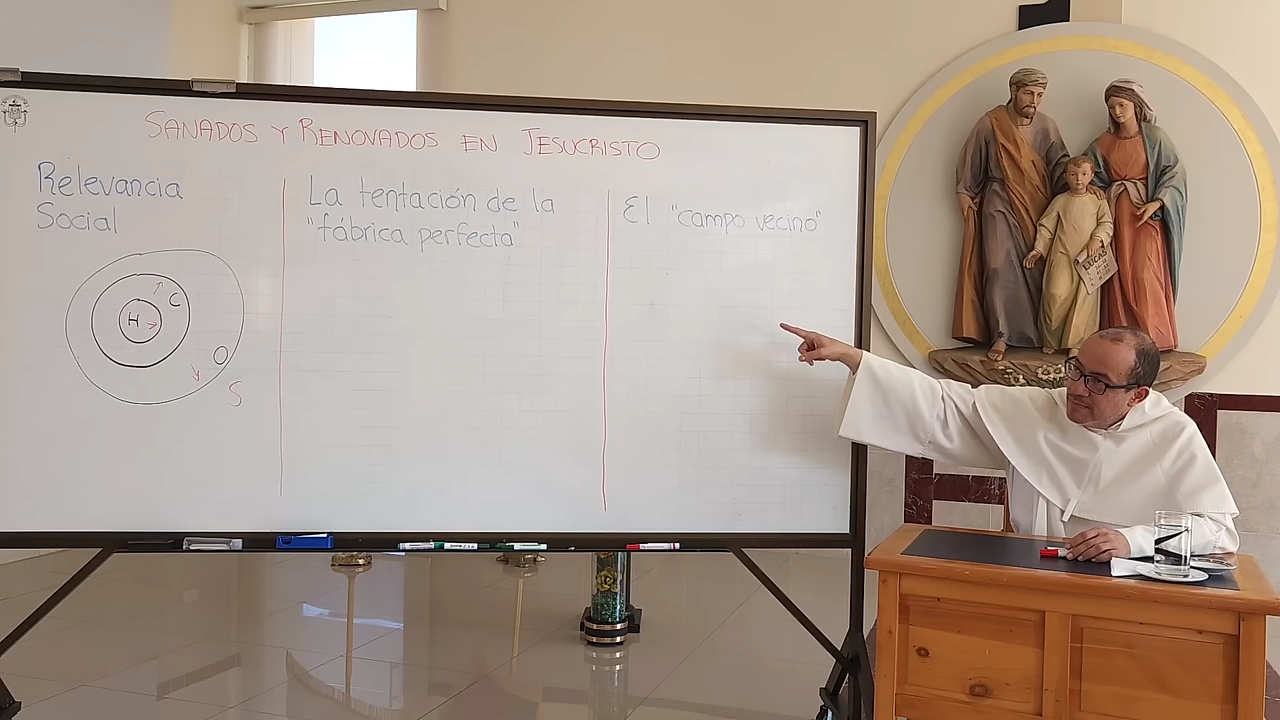 SANADOS Y RENOVADOS EN JESUCRISTO
Relevancia
Social
H
C
O
S
La tentación de la
"fábrica perfecta"
El "campo vecino"
LUCAS